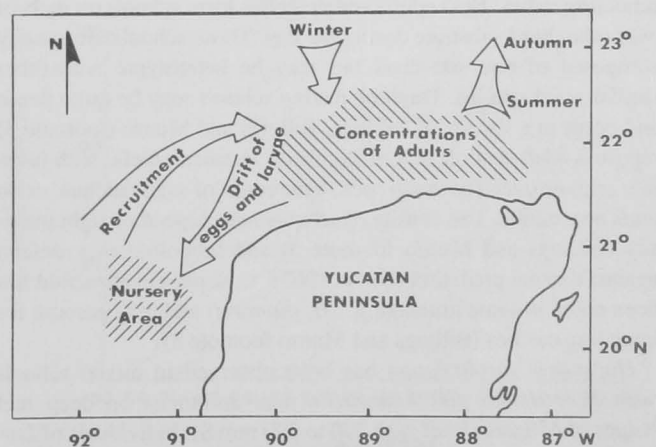 N
Winter
Autumn
Summer
23°
Concentrations
of Adults
22°
Recruitment
Drift of
eggs and larvae
21°
Nursery
Area
YUCATAN
PENINSULA
20°N
92° 91° 90° 89° 88° 87°W